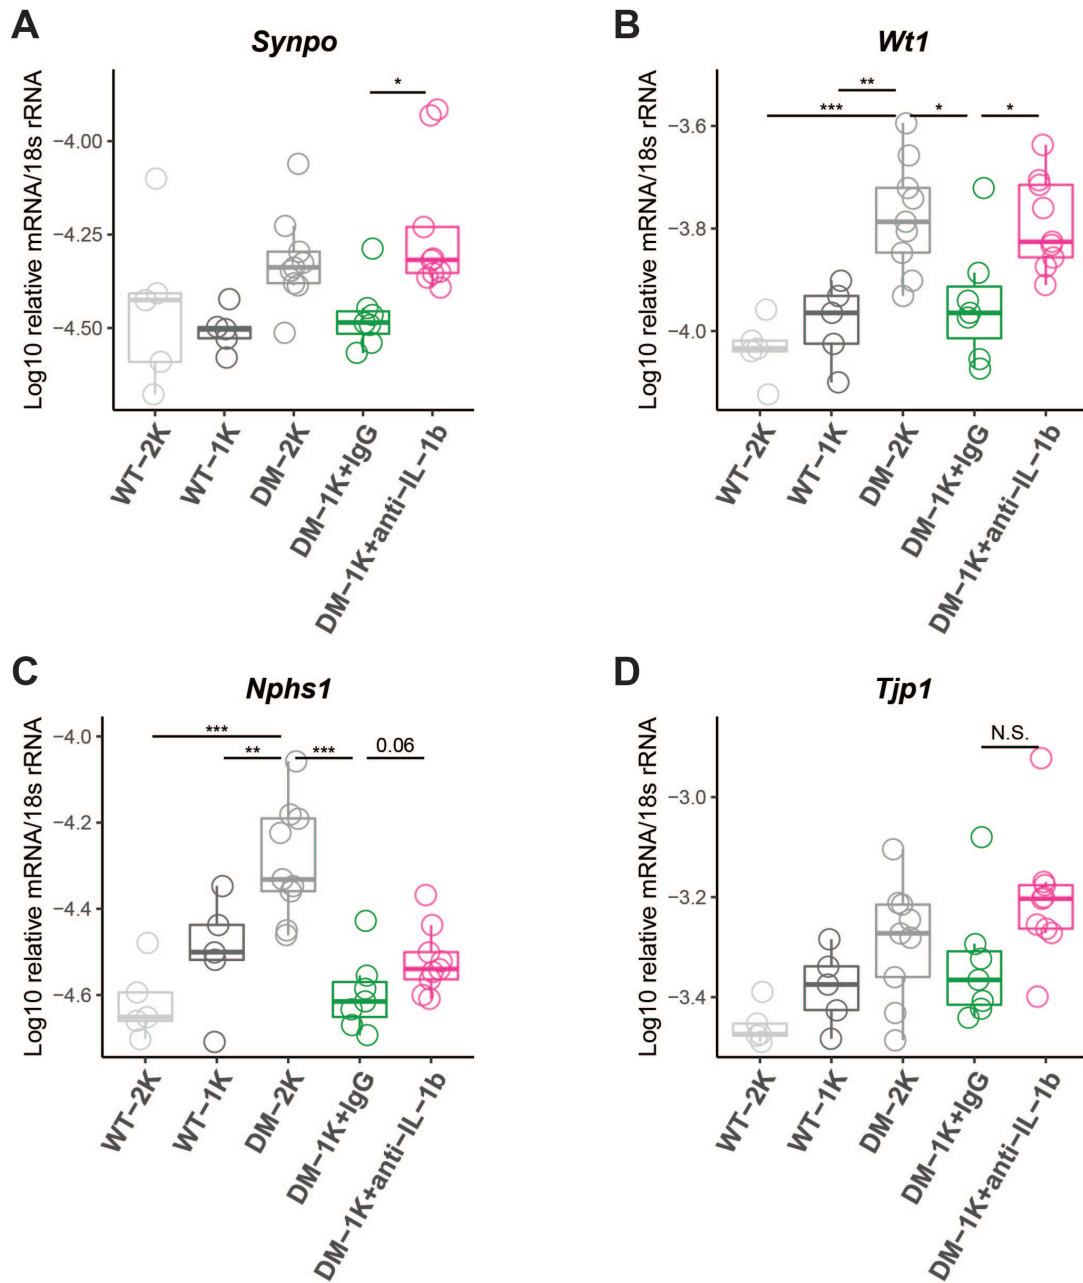 A
Synpo
Log10 relative mRNA/18s rRNA
−4.00
−4.25
−4.50
*
WT−2K
WT−1K
DM−2K
DM−1K+IgG
DM−1K+anti−IL−1b
B
Wt1
Log10 relative mRNA/18s rRNA
−3.6
−3.8
−4.0
**
***
*
*
WT−2K
WT−1K
DM−2K
DM−1K+IgG
DM−1K+anti−IL−1b
C
Nphs1
Log10 relative mRNA/18s rRNA
−4.0
−4.2
−4.4
−4.6
***
**
***
0.06
WT−2K
WT−1K
DM−2K
DM−1K+IgG
DM−1K+anti−IL−1b
D
Tjp1
Log10 relative mRNA/18s rRNA
−3.0
−3.2
−3.4
N.S.
WT−2K
WT−1K
DM−2K
DM−1K+IgG
DM−1K+anti−IL−1b